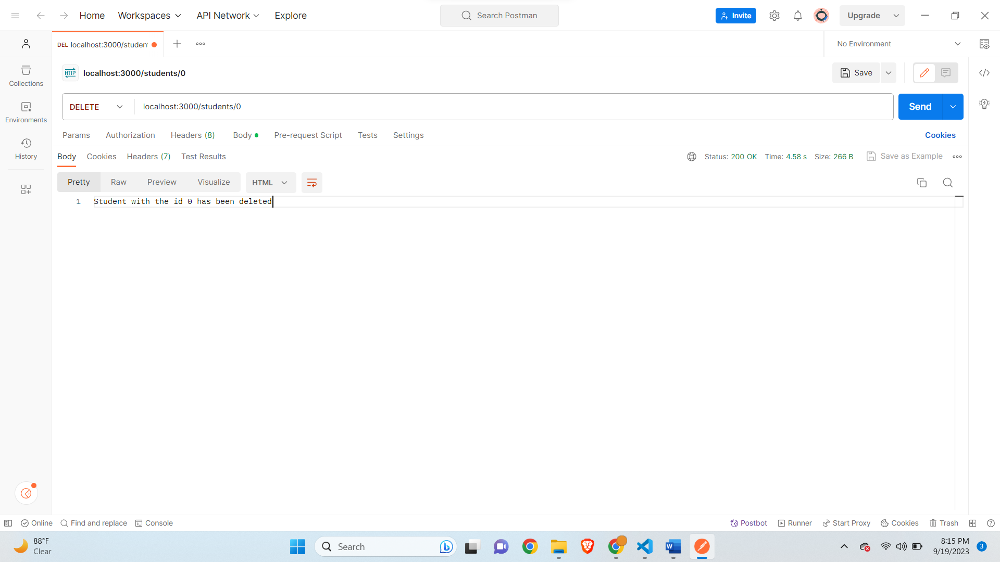 Home Workspaces API Network Explore Search Postman Invite Upgrade
DEL localhost:3000/studen No Environment
HTTP localhost:3000/students/0 Save
DELETE localhost:3000/students/0 Send
Params Authorization Headers (8) Body Pre-request Script Tests Settings Cookies
Body Cookies Headers (7) Test Results Status: 200 OK Time: 4.58 s Size: 266 B Save as Example
Pretty Raw Preview Visualize HTML
1 Student with the id 0 has been deleted
Collections
Environments
History
Online Find and replace Console Postbot Runner Start Proxy Cookies Trash
88°F
Clear
Search
8:15 PM
9/19/2023
3